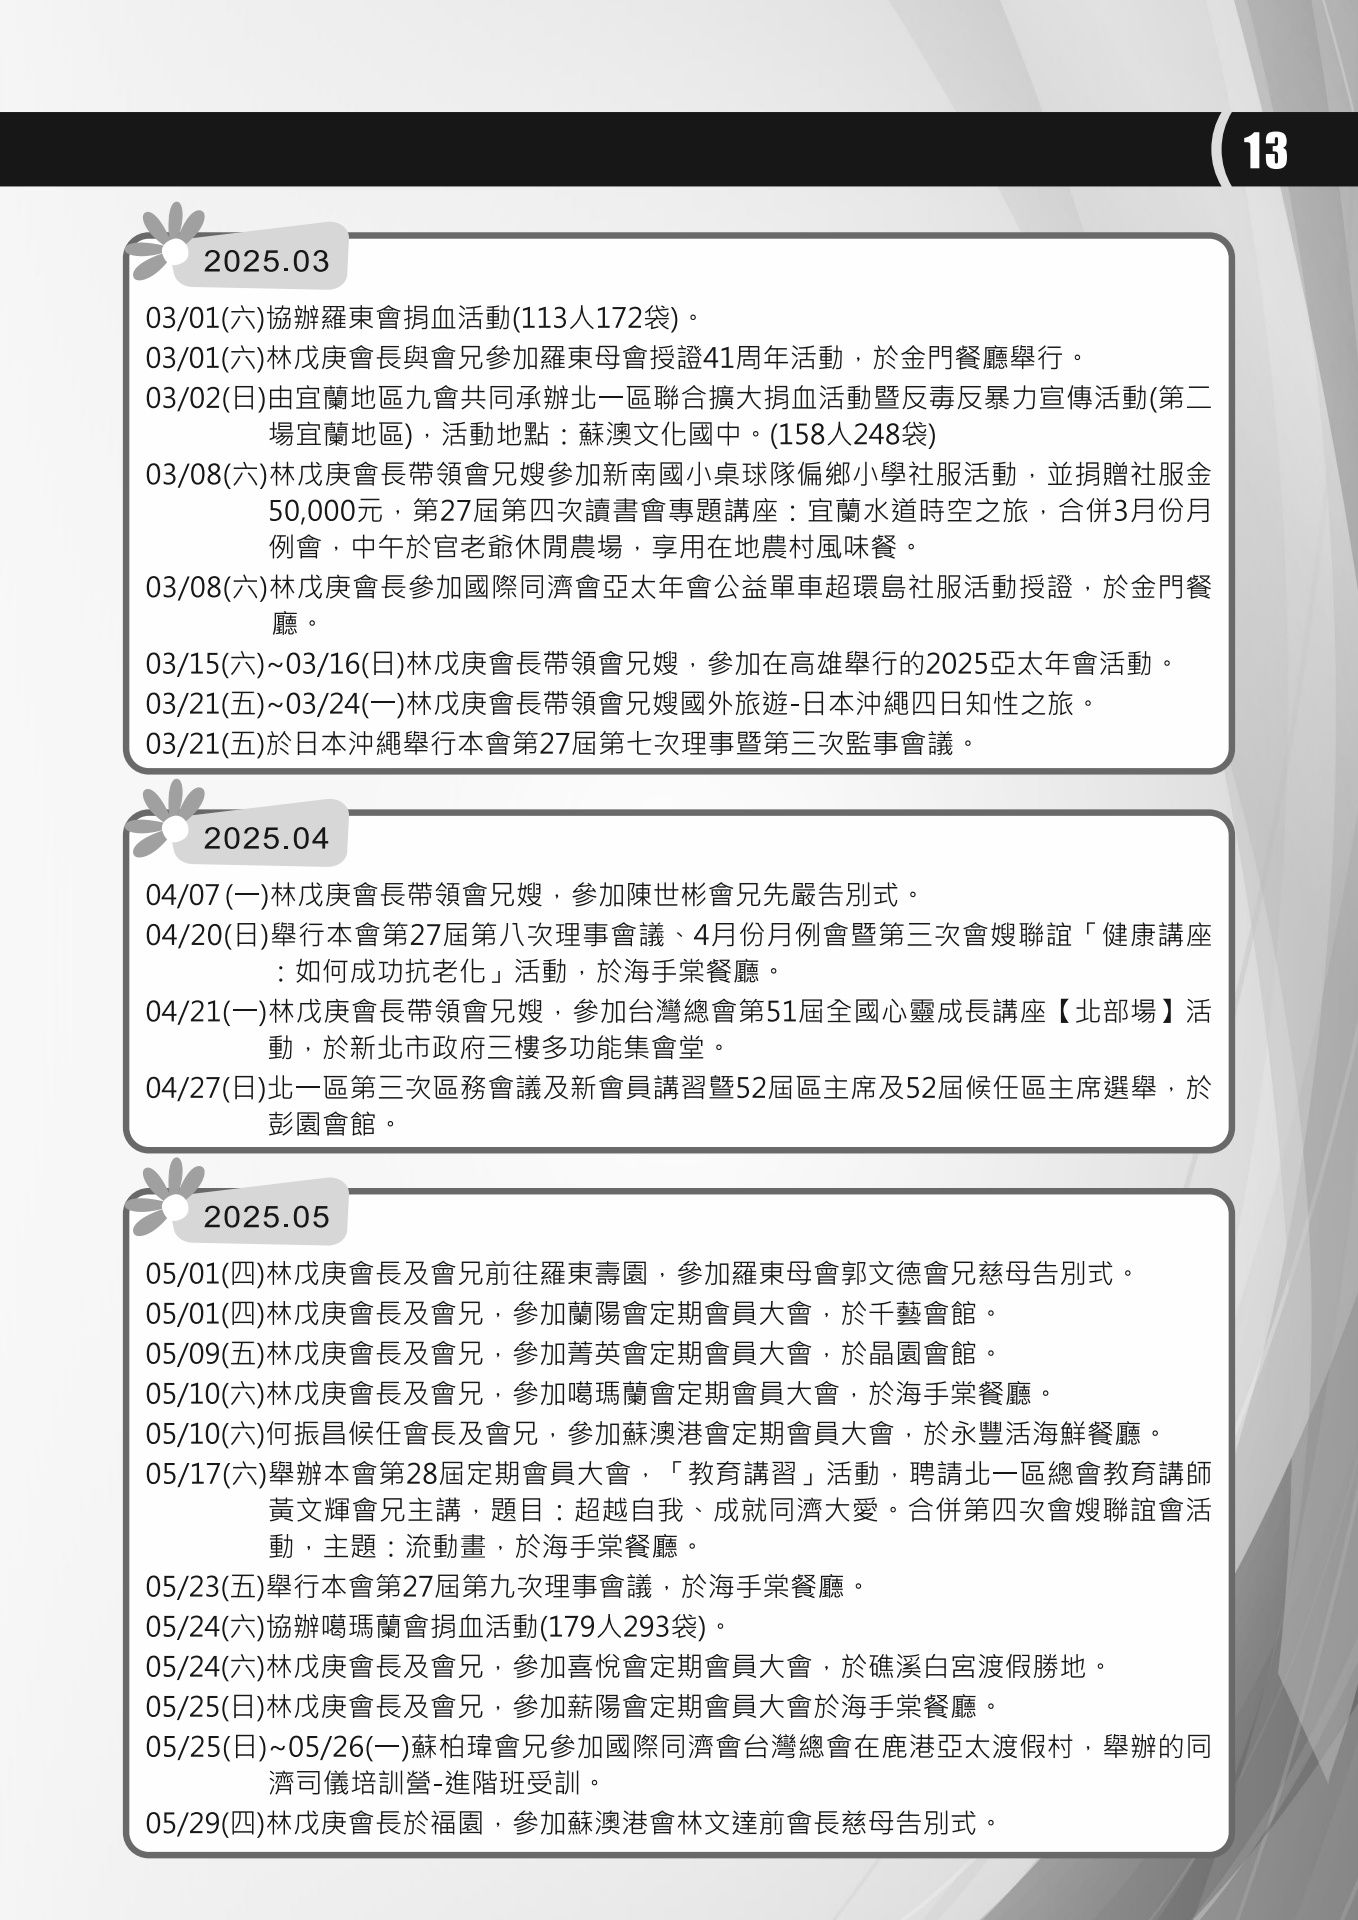 13
2025.03
03/01(六)協辦羅東會捐血活動(113人172袋)。
03/01(六)林戊庚會長與會兄參加羅東母會授證41周年活動，於金門餐廳舉行。
03/02(日)由宜蘭地區九會共同承辦北一區聯合擴大捐血活動暨反毒反暴力宣傳活動(第二
場宜蘭地區)，活動地點：蘇澳文化國中。(158人248袋)
03/08(六)林戊庚會長帶領會兄嫂參加新南國小桌球隊偏鄉小學社服活動，並捐贈社服金
50,000元，第27屆第四次讀書會專題講座：宜蘭水道時空之旅，合併3月份月
例會，中午於官老爺休閒農場，享用在地農村風味餐。
03/08(六)林戊庚會長參加國際同濟會亞太年會公益單車超環島社服活動授證，於金門餐
廳。
03/15(六)~03/16(日)林戊庚會長帶領會兄嫂，參加在高雄舉行的2025亞太年會活動。
03/21(五)~03/24(一)林戊庚會長帶領會兄嫂國外旅遊-日本沖繩四日知性之旅。
03/21(五)於日本沖繩舉行本會第27屆第七次理事暨第三次監事會議。
2025.04
04/07 (一)林戊庚會長帶領會兄嫂，參加陳世彬會兄先嚴告別式。
04/20(日)舉行本會第27屆第八次理事會議、4月份月例會暨第三次會嫂聯誼「健康講座
：如何成功抗老化」活動，於海手棠餐廳。
04/21(一)林戊庚會長帶領會兄嫂，參加台灣總會第51屆全國心靈成長講座【北部場】活
動，於新北市政府三樓多功能集會堂。
04/27(日)北一區第三次區務會議及新會員講習暨52屆區主席及52屆候任區主席選舉，於
彭園會館。
2025.05
05/01(四)林戊庚會長及會兄前往羅東壽園，參加羅東母會郭文德會兄慈母告別式。
05/01(四)林戊庚會長及會兄，參加蘭陽會定期會員大會，於千藝會館。
05/09(五)林戊庚會長及會兄，參加菁英會定期會員大會，於晶園會館。
05/10(六)林戊庚會長及會兄，參加噶瑪蘭會定期會員大會，於海手棠餐廳。
05/10(六)何振昌候任會長及會兄，參加蘇澳港會定期會員大會，於永豐活海鮮餐廳。
05/17(六)舉辦本會第28屆定期會員大會，「教育講習」活動，聘請北一區總會教育講師
黃文輝會兄主講，題目：超越自我、成就同濟大愛。合併第四次會嫂聯誼會活
動，主題：流動畫，於海手棠餐廳。
05/23(五)舉行本會第27屆第九次理事會議，於海手棠餐廳。
05/24(六)協辦噶瑪蘭會捐血活動(179人293袋)。
05/24(六)林戊庚會長及會兄，參加喜悅會定期會員大會，於礁溪白宮渡假勝地。
05/25(日)林戊庚會長及會兄，參加薪陽會定期會員大會於海手棠餐廳。
05/25(日)~05/26(一)蘇柏瑋會兄參加國際同濟會台灣總會在鹿港亞太渡假村，舉辦的同
濟司儀培訓營-進階班受訓。
05/29(四)林戊庚會長於福園，參加蘇澳港會林文達前會長慈母告別式。